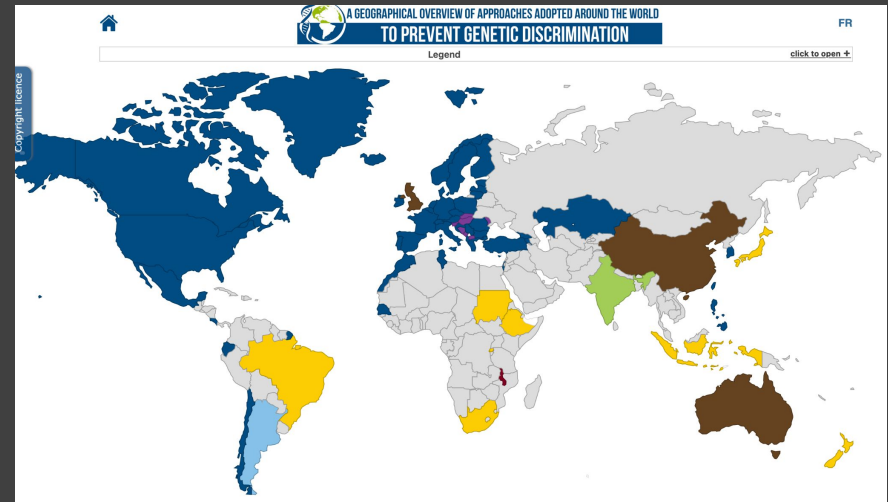 A GEOGRAPHICAL OVERVIEW OF APPROACHES ADOPTED AROUND THE WORLD
TO PREVENT GENETIC DISCRIMINATION
FR
Legend
click to open +
Copyright licence